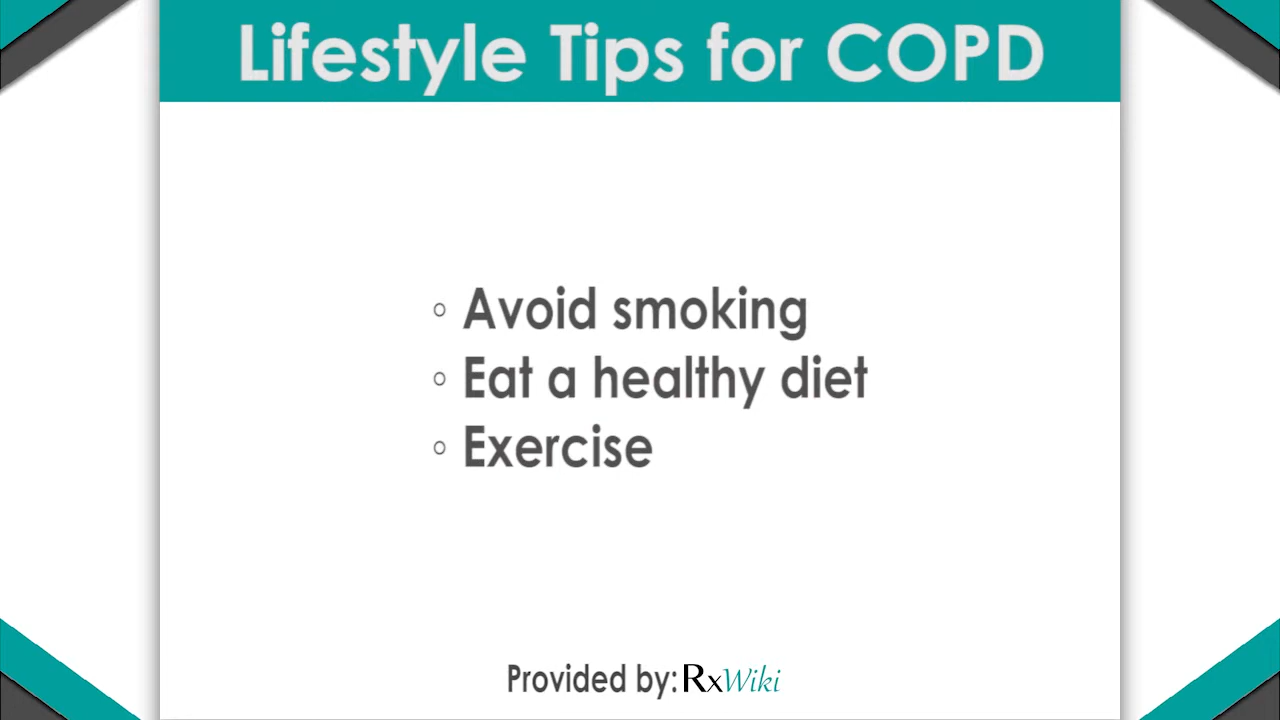 Lifestyle Tips for COPD
◦ Avoid smoking
◦ Eat a healthy diet
◦ Exercise
Provided by: RxWiki